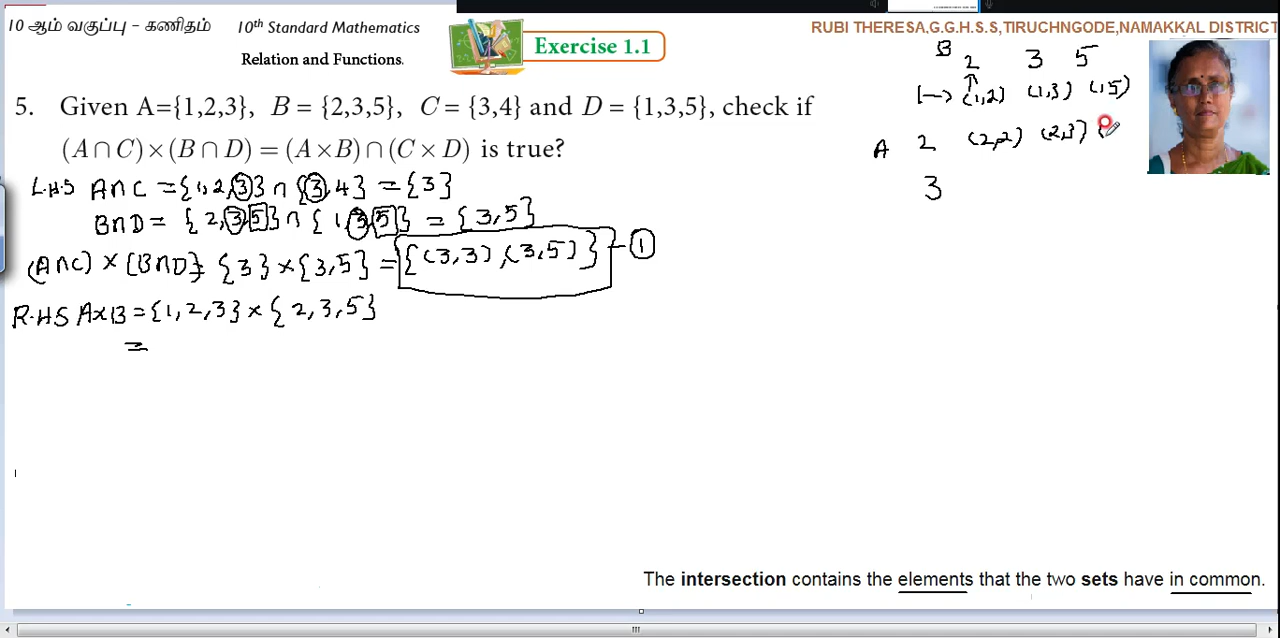 10 ஆம் வகுப்பு – கணிதம் 10th Standard Mathematics
Relation and Functions.
Exercise 1.1
RUBI THERESA,G.G.H.S.S,TIRUCHNGODE,NAMAKKAL DISTRICT
5. Given A={1,2,3}, B = {2,3,5}, C = {3,4} and D = {1,3,5}, check if
(A ∩ C)×(B ∩ D) = (A × B) ∩ (C × D) is true?
L.H.S A∩C = {1,2,3} ∩ {3,4} = {3}
B∩D = {2,3,5} ∩ {1,3,5} = {3,5}
(A∩C) × (B∩D) = {3} × {3,5} = {(3,3),(3,5)} – ①
R.H.S A×B = {1,2,3} × {2,3,5}
=
B 2 3 5
1→ (1,2) (1,3) (1,5)
A 2 (2,2) (2,3) (
3
The intersection contains the elements that the two sets have in common.